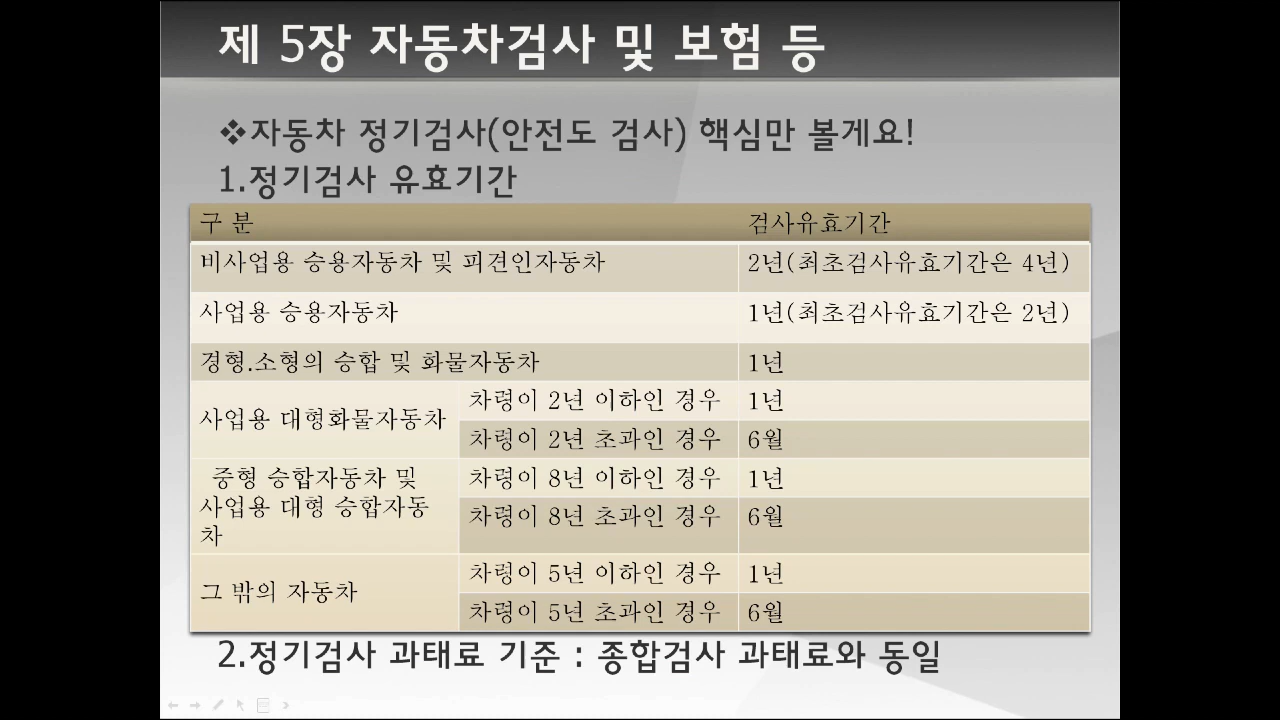 제 5장 자동차검사 및 보험 등
❖자동차 정기검사(안전도 검사) 핵심만 볼게요!
1.정기검사 유효기간
구 분 검사유효기간
비사업용 승용자동차 및 피견인자동차 2년(최초검사유효기간은 4년)
사업용 승용자동차 1년(최초검사유효기간은 2년)
경형.소형의 승합 및 화물자동차 1년
사업용 대형화물자동차 차령이 2년 이하인 경우 1년
차령이 2년 초과인 경우 6월
중형 승합자동차 및
사업용 대형 승합자동
차
차령이 8년 이하인 경우 1년
차령이 8년 초과인 경우 6월
그 밖의 자동차 차령이 5년 이하인 경우 1년
차령이 5년 초과인 경우 6월
2.정기검사 과태료 기준 : 종합검사 과태료와 동일